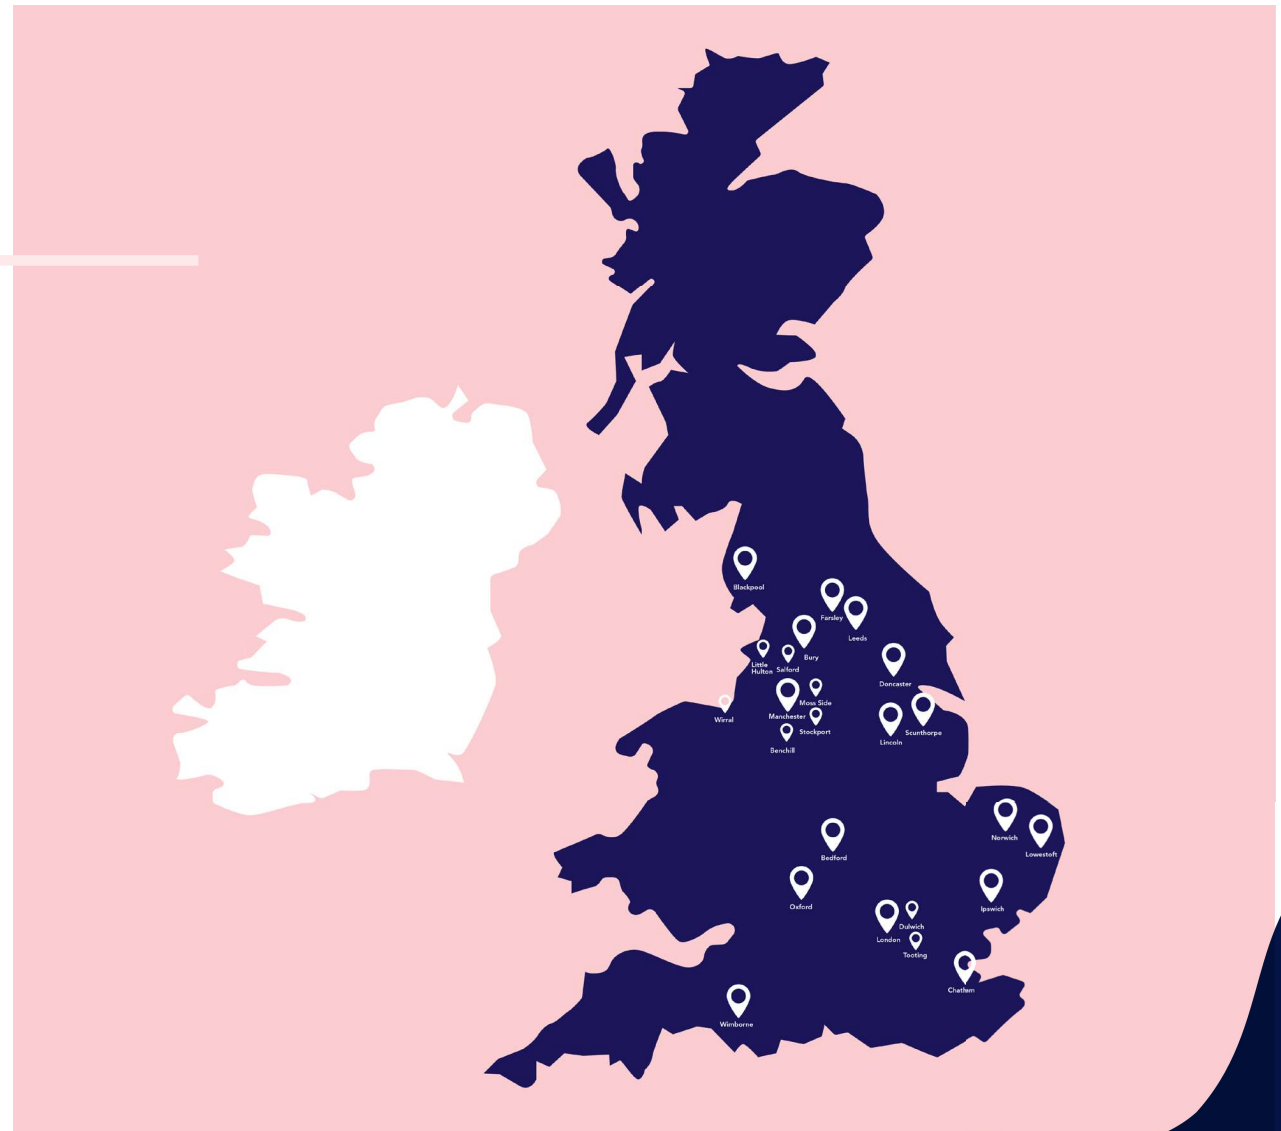 Blackpool
Farsley
Leeds
Bury
Little
Hulton
Salford
Doncaster
Moss Side
Manchester
Wirral
Stockport
Scunthorpe
Lincoln
Benchill
Norwich
Lowestoft
Bedford
Oxford
Ipswich
Dulwich
London
Tooting
Chatham
Wimborne